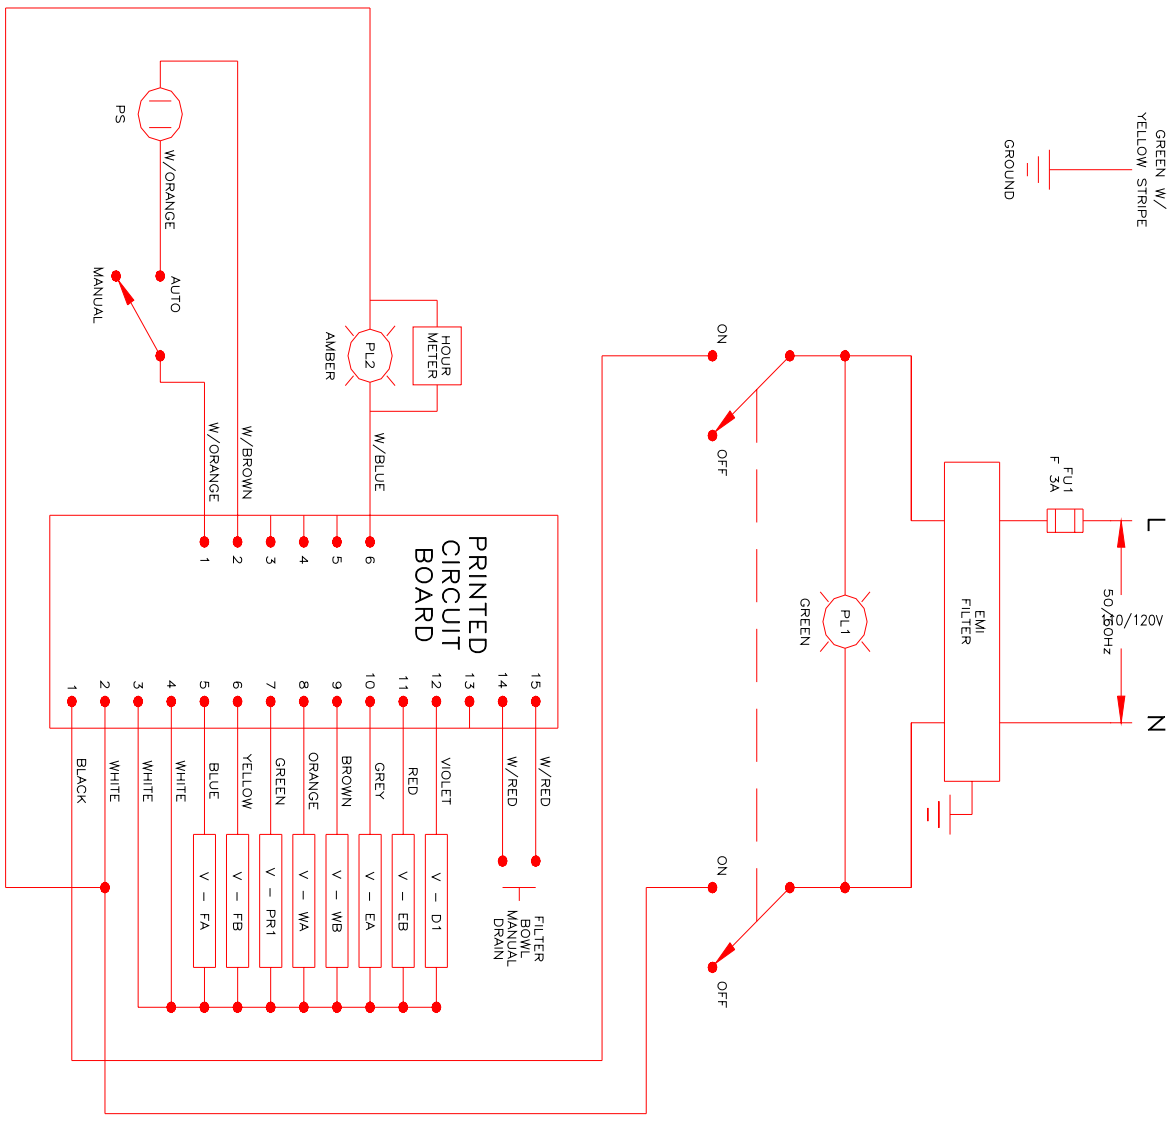 GREEN W/
YELLOW STRIPE
GROUND
L
N
50/60Hz
FU1
F 3A
EMI
FILTER
PL1
GREEN
ON
OFF
ON
OFF
HOUR
METER
PL2
AMBER
W/BLUE
PS
W/ORANGE
AUTO
MANUAL
W/BROWN
W/ORANGE
PRINTED
CIRCUIT
BOARD
6
5
4
3
2
1
15
14
13
12
11
10
9
8
7
6
5
4
3
2
1
W/RED
W/RED
VIOLET
RED
GREY
BROWN
ORANGE
GREEN
YELLOW
BLUE
WHITE
WHITE
WHITE
BLACK
FILTER
BOWL
MANUAL
DRAIN
V - D1
V - EB
V - EA
V - WB
V - WA
V - PR1
V - FB
V - FA